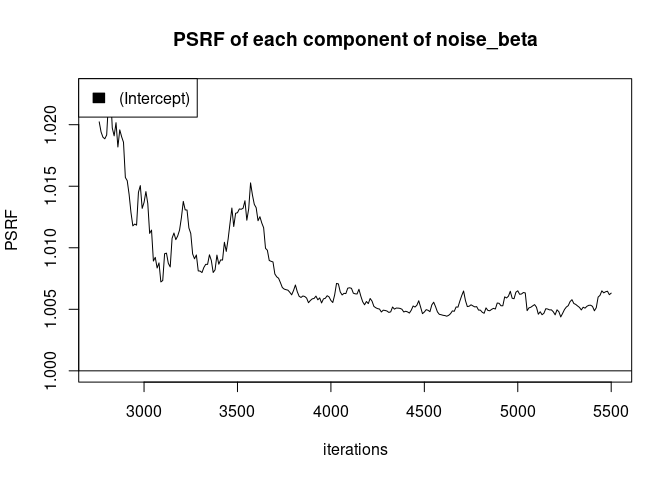 PSRF of each component of noise_beta
(Intercept)
PSRF
1.020
1.015
1.010
1.005
1.000
3000 3500 4000 4500 5000 5500
iterations